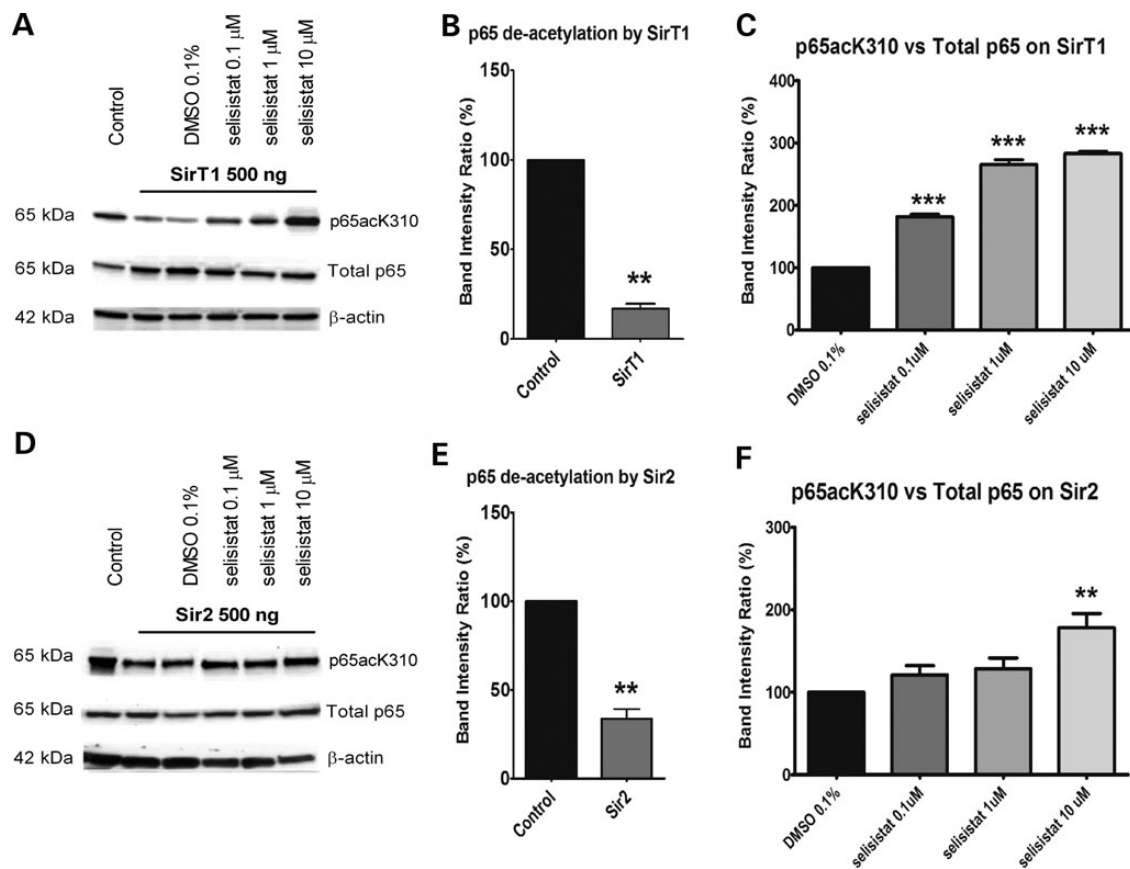 A
Control
DMSO 0.1%
selisistat 0.1 µM
selisistat 1 µM
selisistat 10 µM
SirT1 500 ng
65 kDa
p65acK310
65 kDa
Total p65
42 kDa
β-actin
B
p65 de-acetylation by SirT1
Band Intensity Ratio (%)
150
100
50
0
**
Control
SirT1
C
p65acK310 vs Total p65 on SirT1
Band Intensity Ratio (%)
400
300
200
100
0
***
***
***
DMSO 0.1%
selisistat 0.1uM
selisistat 1uM
selisistat 10 uM
D
Control
DMSO 0.1%
selisistat 0.1 µM
selisistat 1 µM
selisistat 10 µM
Sir2 500 ng
65 kDa
p65acK310
65 kDa
Total p65
42 kDa
β-actin
E
p65 de-acetylation by Sir2
Band Intensity Ratio (%)
150
100
50
0
**
Control
Sir2
F
p65acK310 vs Total p65 on Sir2
Band Intensity Ratio (%)
300
200
100
0
**
DMSO 0.1%
selisistat 0.1uM
selisistat 1uM
selisistat 10 uM